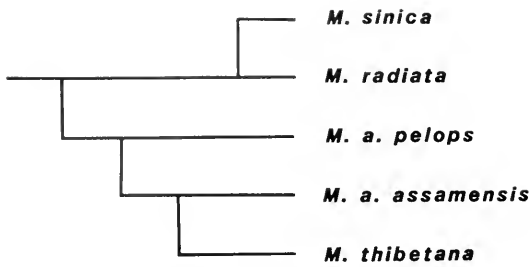 M. sinica
M. radiata
M. a. pelops
M. a. assamensis
M. thibetana